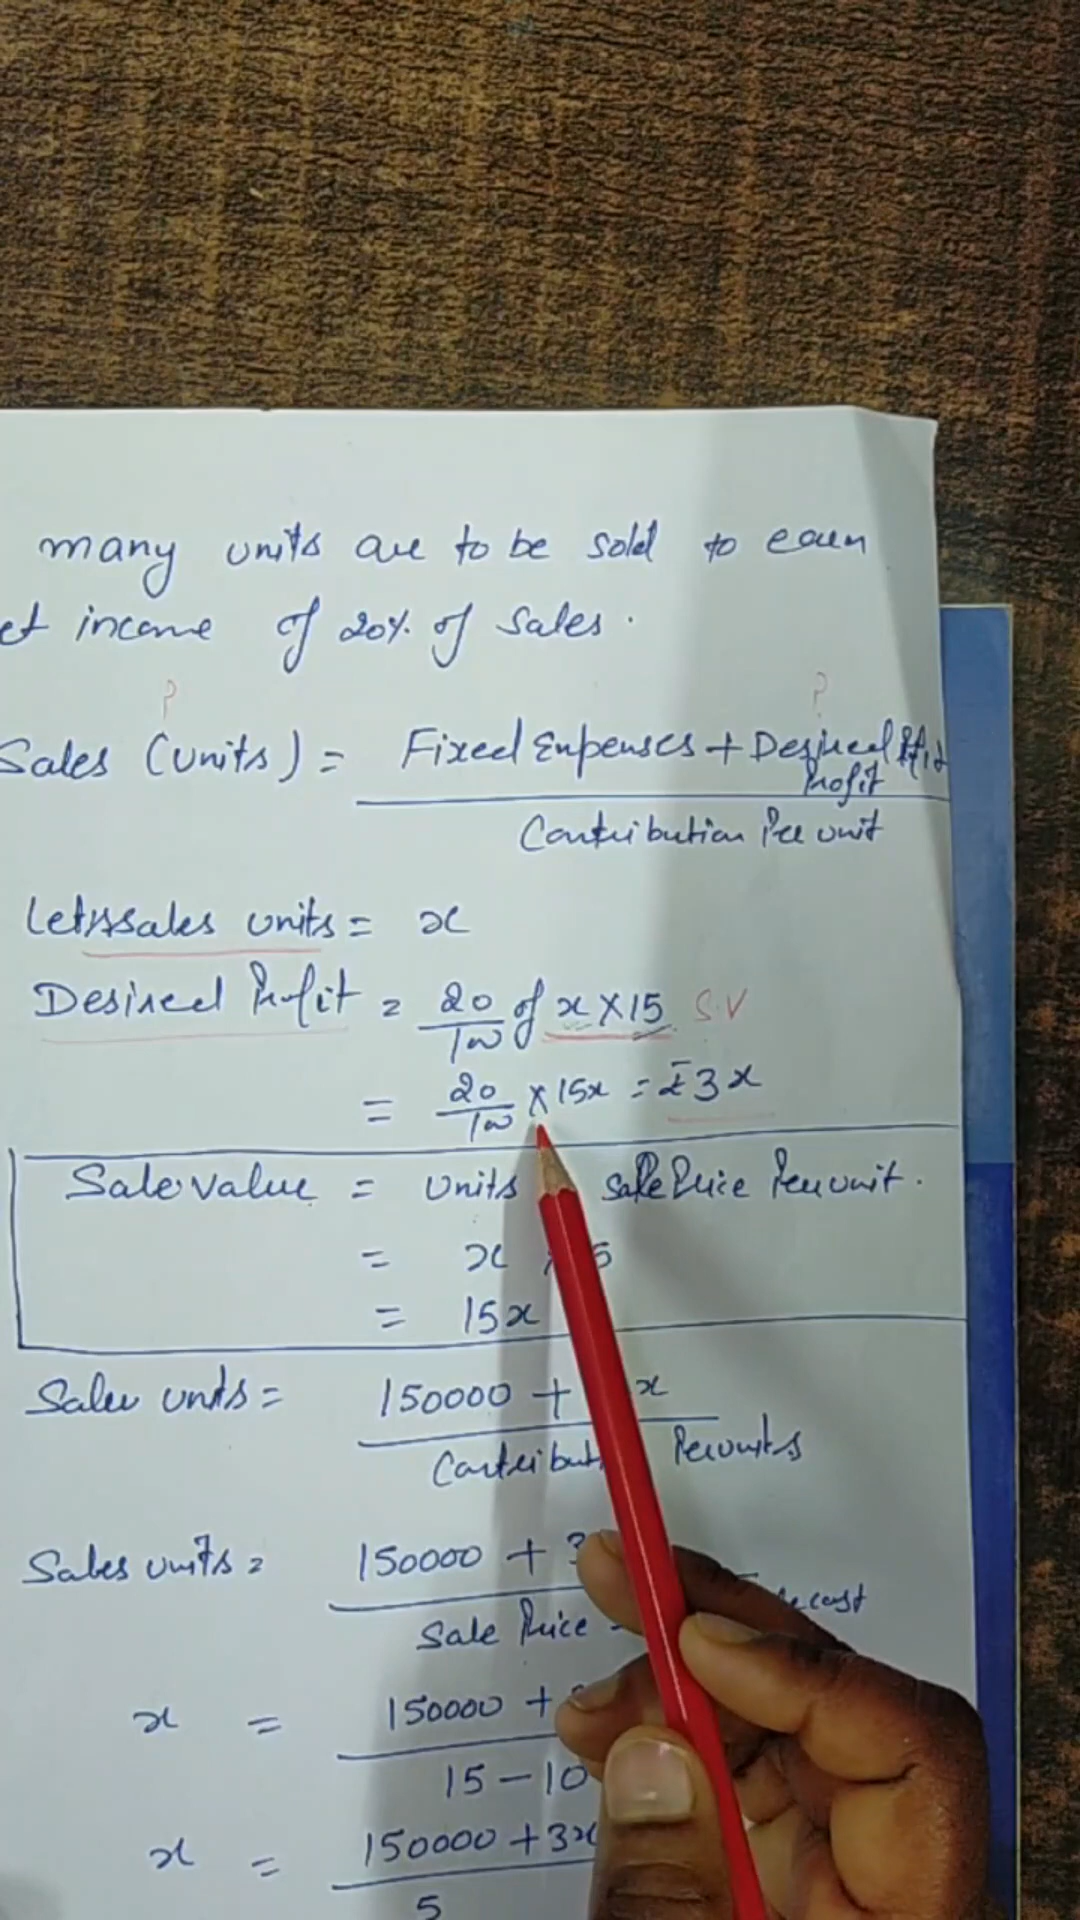 many units are to be sold to earn
et income of 20% of Sales.
? ?
Sales (Units) = Fixed Expenses + Desired
Profit
Contribution Per unit
sales units = x
Desired Profit = 20/100 of x × 15 S.V
= 20/100 × 15x = £3x
Sale value = Units Sale Price Per unit.
= x × 5
= 15x
Sales units = 150000 + x
Contribut Per units
Sales units = 150000 + 3
Sale Price -
x = 150000 +
15 - 10
x = 150000 + 3x
5